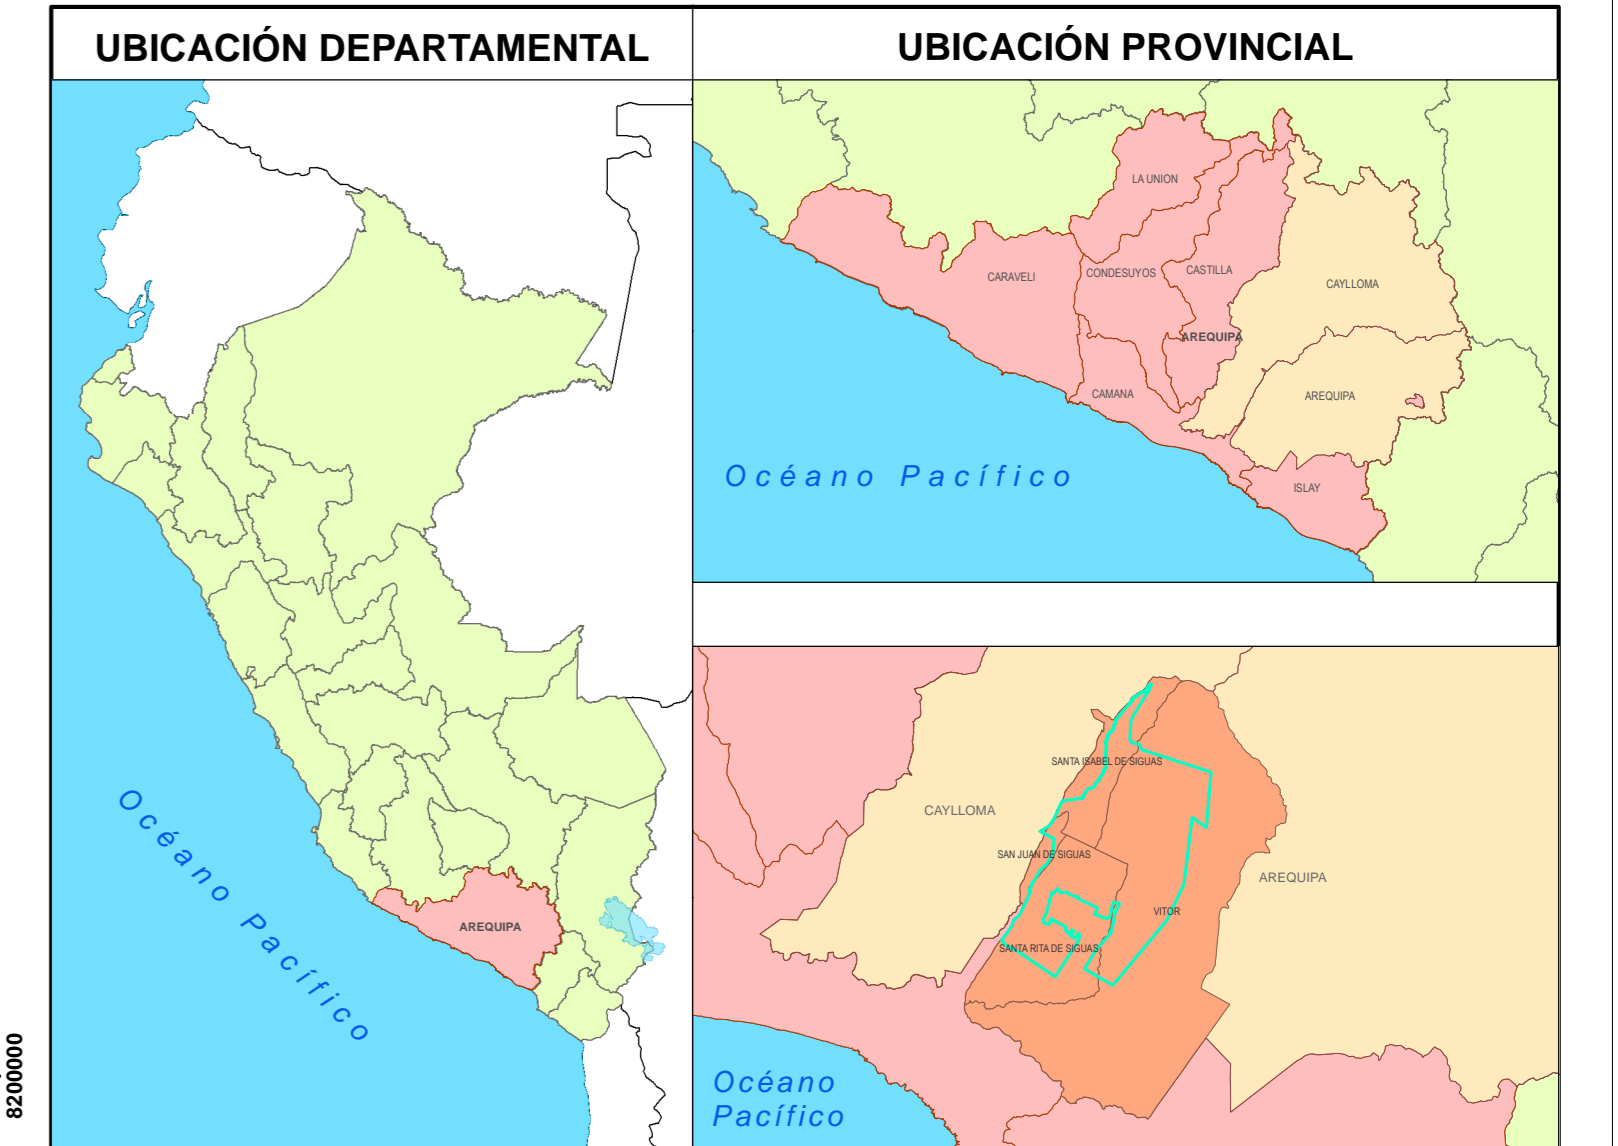 UBICACIÓN DEPARTAMENTAL
UBICACIÓN PROVINCIAL
LA UNION
CARAVELI
CONDESUYOS
CASTILLA
CAYLLOMA
AREQUIPA
CAMANA
AREQUIPA
Océano Pacífico
ISLAY
SANTA ISABEL DE SIGUAS
CAYLLOMA
SAN JUAN DE SIGUAS
AREQUIPA
VITOR
SANTA RITA DE SIGUAS
Océano
Pacífico
Océano Pacífico
AREQUIPA
8200000